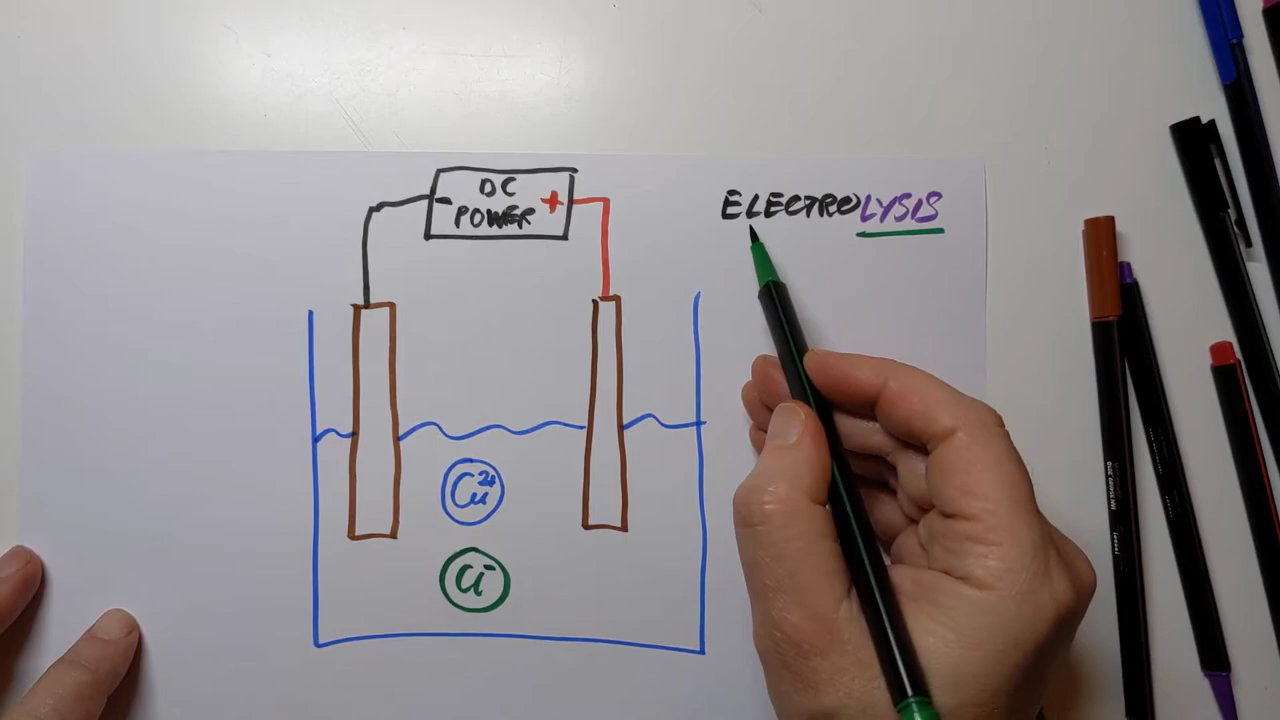 DC
- POWER +
ELECTROLYSIS
Cu²⁺
Cl⁻